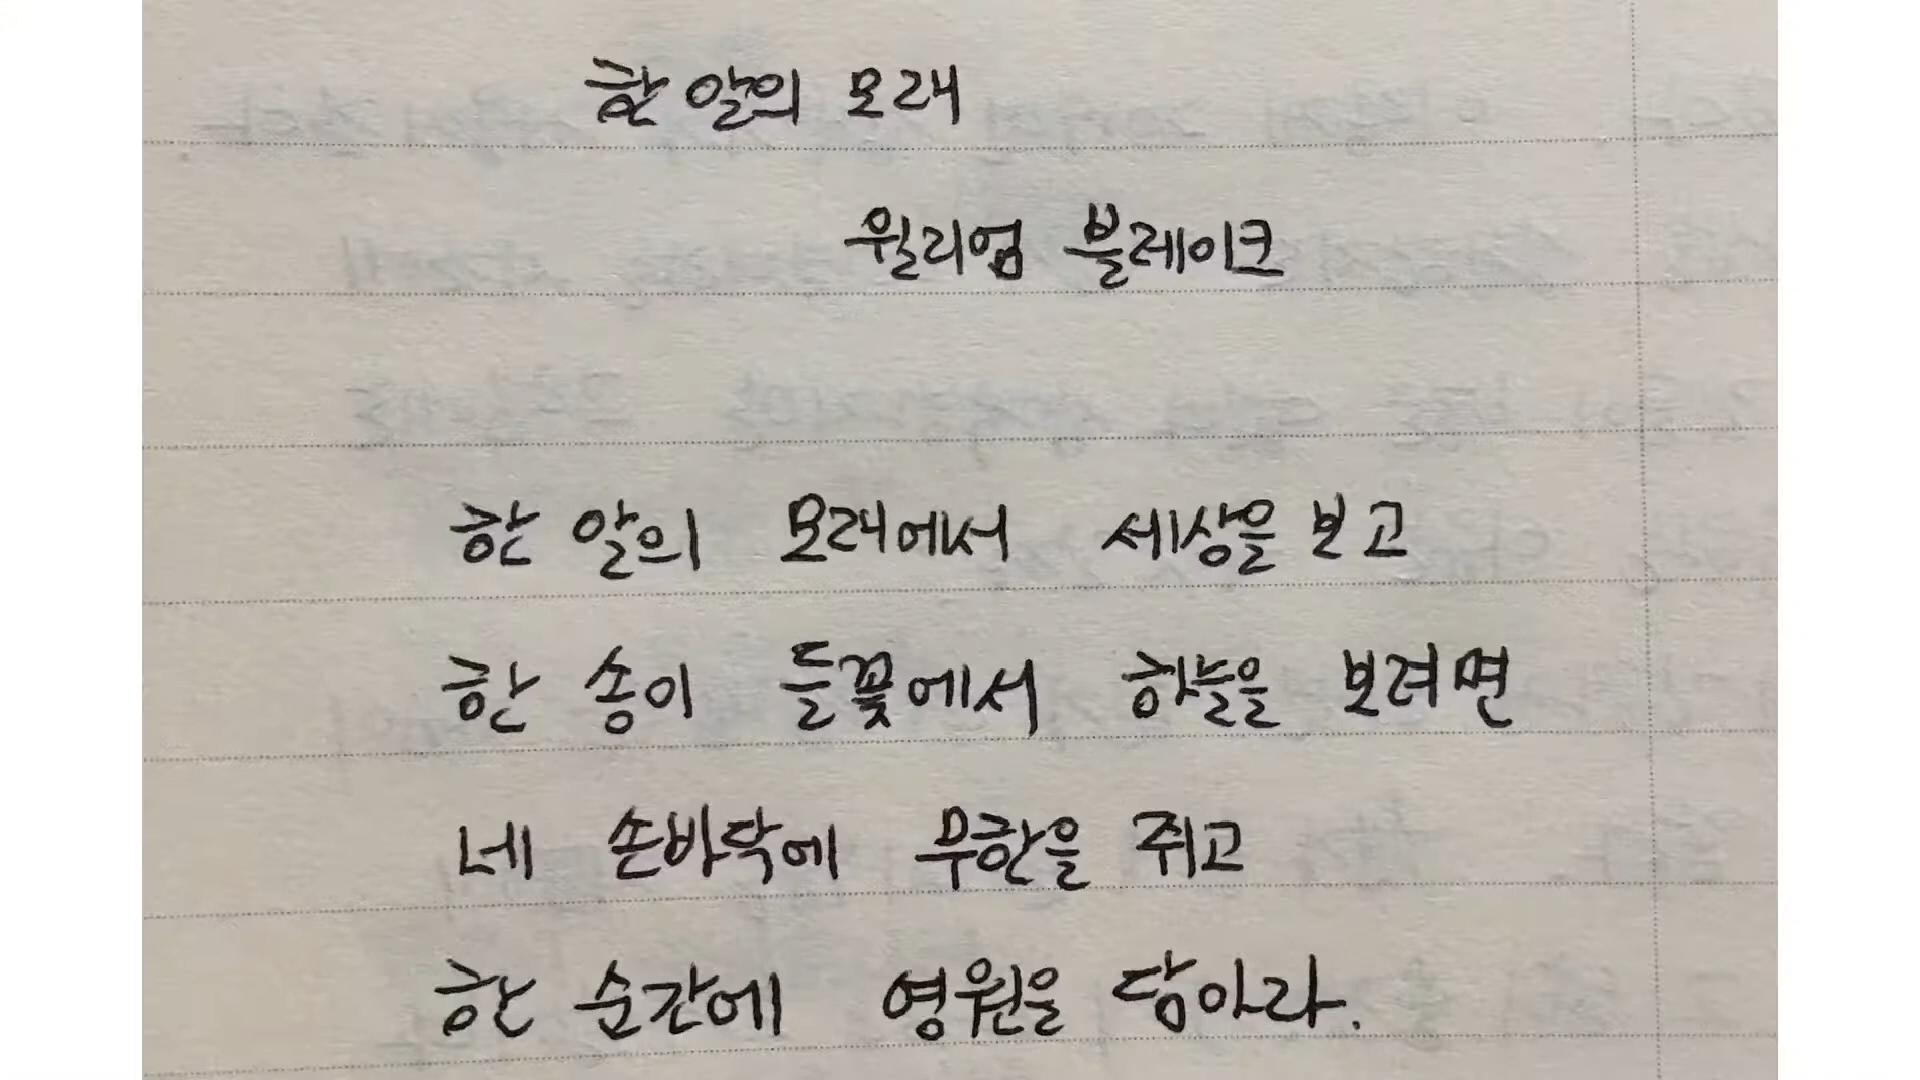 한 알의 모래
윌리엄 블레이크
한 알의 모래에서 세상을 보고
한 송이 들꽃에서 하늘을 보려면
네 손바닥에 무한을 쥐고
한 순간에 영원을 담아라.